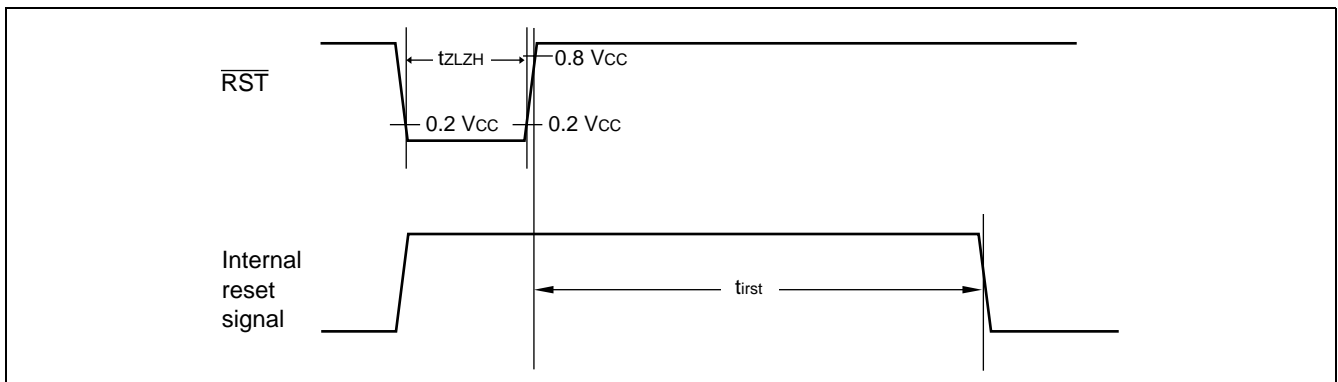 tZLZH
0.8 VCC
RST
0.2 VCC
0.2 VCC
Internal
reset
signal
tirst